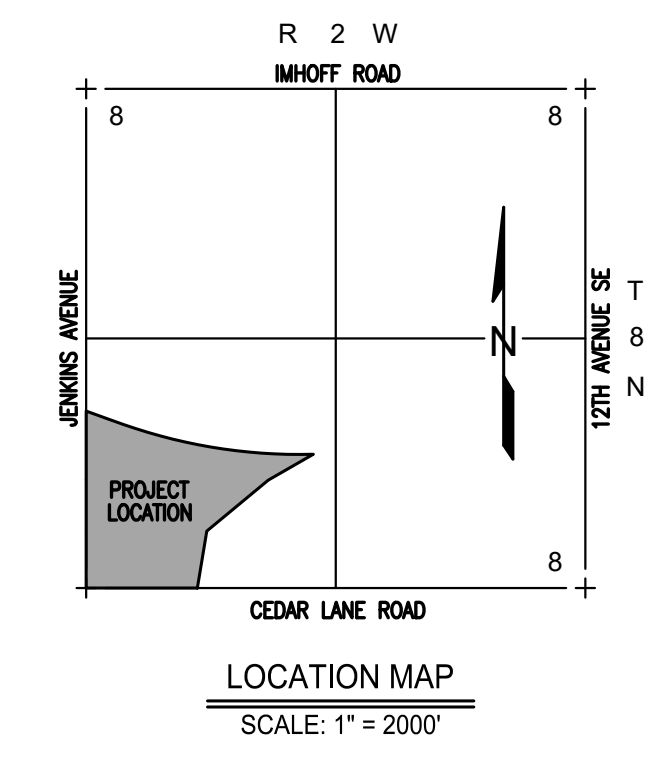 R 2 W
IMHOFF ROAD
8
8
JENKINS AVENUE
12TH AVENUE SE
T
8
N
N
PROJECT
LOCATION
8
CEDAR LANE ROAD
LOCATION MAP
SCALE: 1" = 2000'